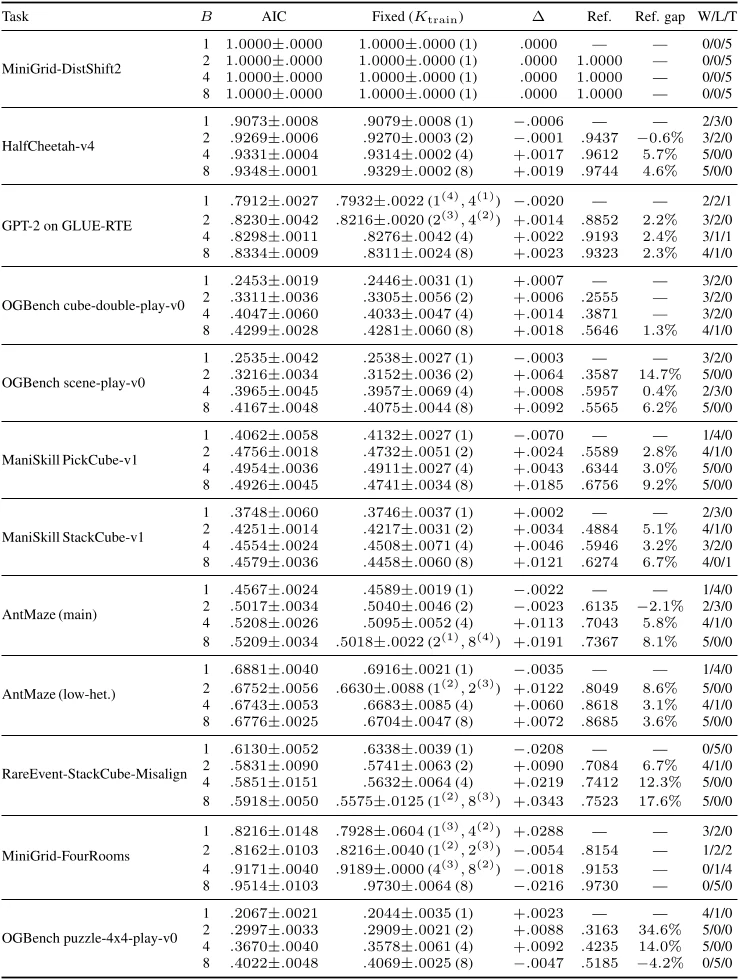 Task B AIC Fixed (K_train) Δ Ref. Ref. gap W/L/T
MiniGrid-DistShift2
1 1.0000±.0000 1.0000±.0000 (1) .0000 — — 0/0/5
2 1.0000±.0000 1.0000±.0000 (1) .0000 1.0000 — 0/0/5
4 1.0000±.0000 1.0000±.0000 (1) .0000 1.0000 — 0/0/5
8 1.0000±.0000 1.0000±.0000 (1) .0000 1.0000 — 0/0/5
HalfCheetah-v4
1 .9073±.0008 .9079±.0008 (1) −.0006 — — 2/3/0
2 .9269±.0006 .9270±.0003 (2) −.0001 .9437 −0.6% 3/2/0
4 .9331±.0004 .9314±.0002 (4) +.0017 .9612 5.7% 5/0/0
8 .9348±.0001 .9329±.0002 (8) +.0019 .9744 4.6% 5/0/0
GPT-2 on GLUE-RTE
1 .7912±.0027 .7932±.0022 (1^(4), 4^(1)) −.0020 — — 2/2/1
2 .8230±.0042 .8216±.0020 (2^(3), 4^(2)) +.0014 .8852 2.2% 3/2/0
4 .8298±.0011 .8276±.0042 (4) +.0022 .9193 2.4% 3/1/1
8 .8334±.0009 .8311±.0024 (8) +.0023 .9323 2.3% 4/1/0
OGBench cube-double-play-v0
1 .2453±.0019 .2446±.0031 (1) +.0007 — — 3/2/0
2 .3311±.0036 .3305±.0056 (2) +.0006 .2555 — 3/2/0
4 .4047±.0060 .4033±.0047 (4) +.0014 .3871 — 3/2/0
8 .4299±.0028 .4281±.0060 (8) +.0018 .5646 1.3% 4/1/0
OGBench scene-play-v0
1 .2535±.0042 .2538±.0027 (1) −.0003 — — 3/2/0
2 .3216±.0034 .3152±.0036 (2) +.0064 .3587 14.7% 5/0/0
4 .3965±.0045 .3957±.0069 (4) +.0008 .5957 0.4% 2/3/0
8 .4167±.0048 .4075±.0044 (8) +.0092 .5565 6.2% 5/0/0
ManiSkill PickCube-v1
1 .4062±.0058 .4132±.0027 (1) −.0070 — — 1/4/0
2 .4756±.0018 .4732±.0051 (2) +.0024 .5589 2.8% 4/1/0
4 .4954±.0036 .4911±.0027 (4) +.0043 .6344 3.0% 5/0/0
8 .4926±.0045 .4741±.0034 (8) +.0185 .6756 9.2% 5/0/0
ManiSkill StackCube-v1
1 .3748±.0060 .3746±.0037 (1) +.0002 — — 2/3/0
2 .4251±.0014 .4217±.0031 (2) +.0034 .4884 5.1% 4/1/0
4 .4554±.0024 .4508±.0071 (4) +.0046 .5946 3.2% 3/2/0
8 .4579±.0036 .4458±.0060 (8) +.0121 .6274 6.7% 4/0/1
AntMaze (main)
1 .4567±.0024 .4589±.0019 (1) −.0022 — — 1/4/0
2 .5017±.0034 .5040±.0046 (2) −.0023 .6135 −2.1% 2/3/0
4 .5208±.0026 .5095±.0052 (4) +.0113 .7043 5.8% 4/1/0
8 .5209±.0034 .5018±.0022 (2^(1), 8^(4)) +.0191 .7367 8.1% 5/0/0
AntMaze (low-het.)
1 .6881±.0040 .6916±.0021 (1) −.0035 — — 1/4/0
2 .6752±.0056 .6630±.0088 (1^(2), 2^(3)) +.0122 .8049 8.6% 5/0/0
4 .6743±.0053 .6683±.0085 (4) +.0060 .8618 3.1% 4/1/0
8 .6776±.0025 .6704±.0047 (8) +.0072 .8685 3.6% 5/0/0
RareEvent-StackCube-Misalign
1 .6130±.0052 .6338±.0039 (1) −.0208 — — 0/5/0
2 .5831±.0090 .5741±.0063 (2) +.0090 .7084 6.7% 4/1/0
4 .5851±.0151 .5632±.0064 (4) +.0219 .7412 12.3% 5/0/0
8 .5918±.0050 .5575±.0125 (1^(2), 8^(3)) +.0343 .7523 17.6% 5/0/0
MiniGrid-FourRooms
1 .8216±.0148 .7928±.0604 (1^(3), 4^(2)) +.0288 — — 3/2/0
2 .8162±.0103 .8216±.0040 (1^(2), 2^(3)) −.0054 .8154 — 1/2/2
4 .9171±.0040 .9189±.0000 (4^(3), 8^(2)) −.0018 .9153 — 0/1/4
8 .9514±.0103 .9730±.0064 (8) −.0216 .9730 — 0/5/0
OGBench puzzle-4x4-play-v0
1 .2067±.0021 .2044±.0035 (1) +.0023 — — 4/1/0
2 .2997±.0033 .2909±.0021 (2) +.0088 .3163 34.6% 5/0/0
4 .3670±.0040 .3578±.0061 (4) +.0092 .4235 14.0% 5/0/0
8 .4022±.0048 .4069±.0025 (8) −.0047 .5185 −4.2% 0/5/0